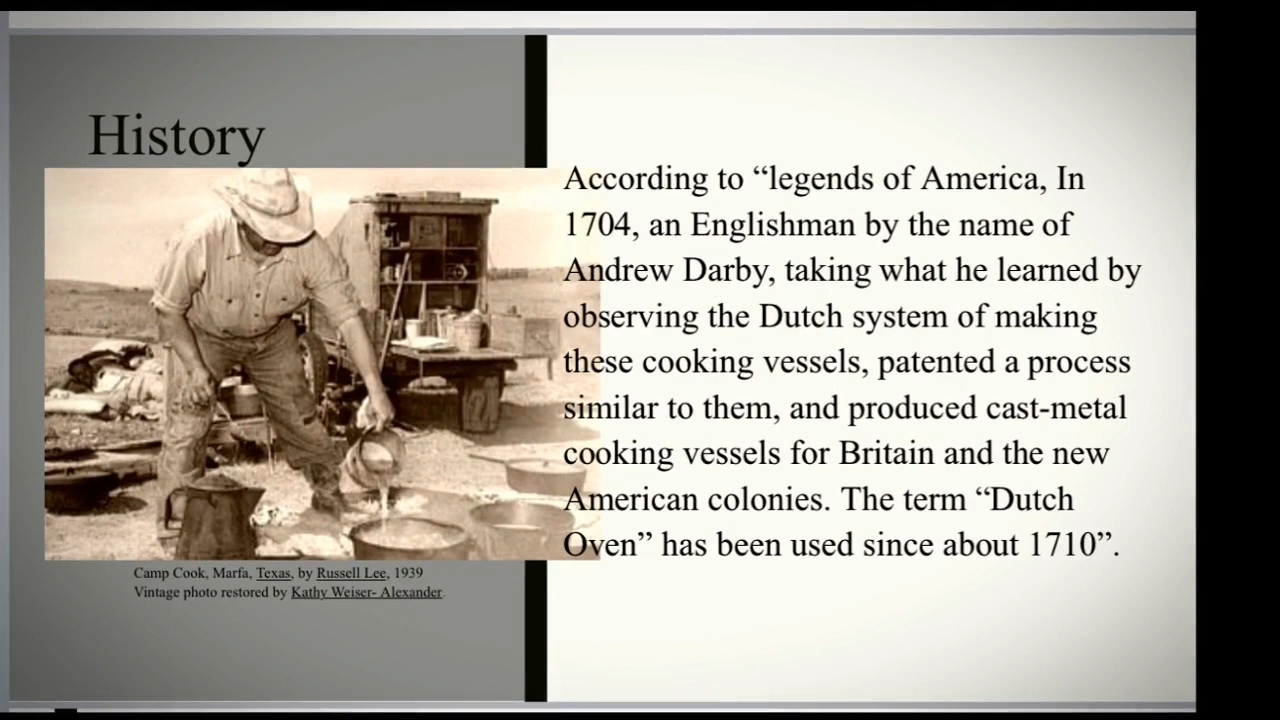 History
According to “legends of America, In
1704, an Englishman by the name of
Andrew Darby, taking what he learned by
observing the Dutch system of making
these cooking vessels, patented a process
similar to them, and produced cast-metal
cooking vessels for Britain and the new
American colonies. The term “Dutch
Oven” has been used since about 1710”.
Camp Cook, Marfa, Texas, by Russell Lee, 1939
Vintage photo restored by Kathy Weiser- Alexander.